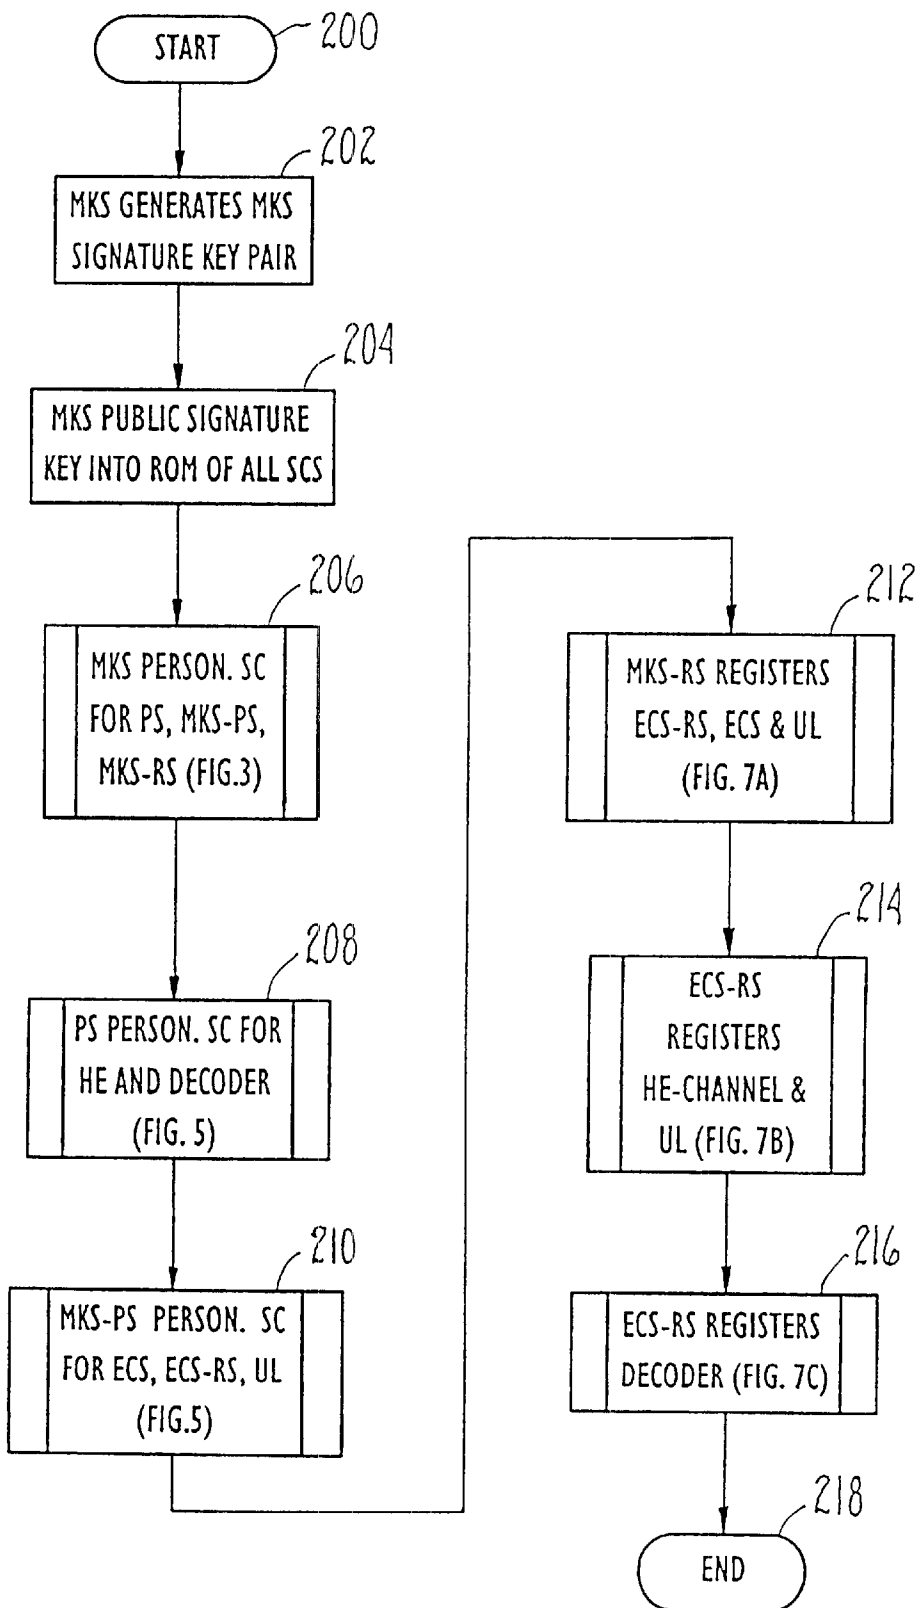 START
200
202
MKS GENERATES MKS
SIGNATURE KEY PAIR
204
MKS PUBLIC SIGNATURE
KEY INTO ROM OF ALL SCS
206
MKS PERSON. SC
FOR PS, MKS-PS,
MKS-RS (FIG.3)
208
PS PERSON. SC FOR
HE AND DECODER
(FIG. 5)
210
MKS-PS PERSON. SC
FOR ECS, ECS-RS, UL
(FIG.5)
212
MKS-RS REGISTERS
ECS-RS, ECS & UL
(FIG. 7A)
214
ECS-RS
REGISTERS
HE-CHANNEL &
UL (FIG. 7B)
216
ECS-RS REGISTERS
DECODER (FIG. 7C)
218
END